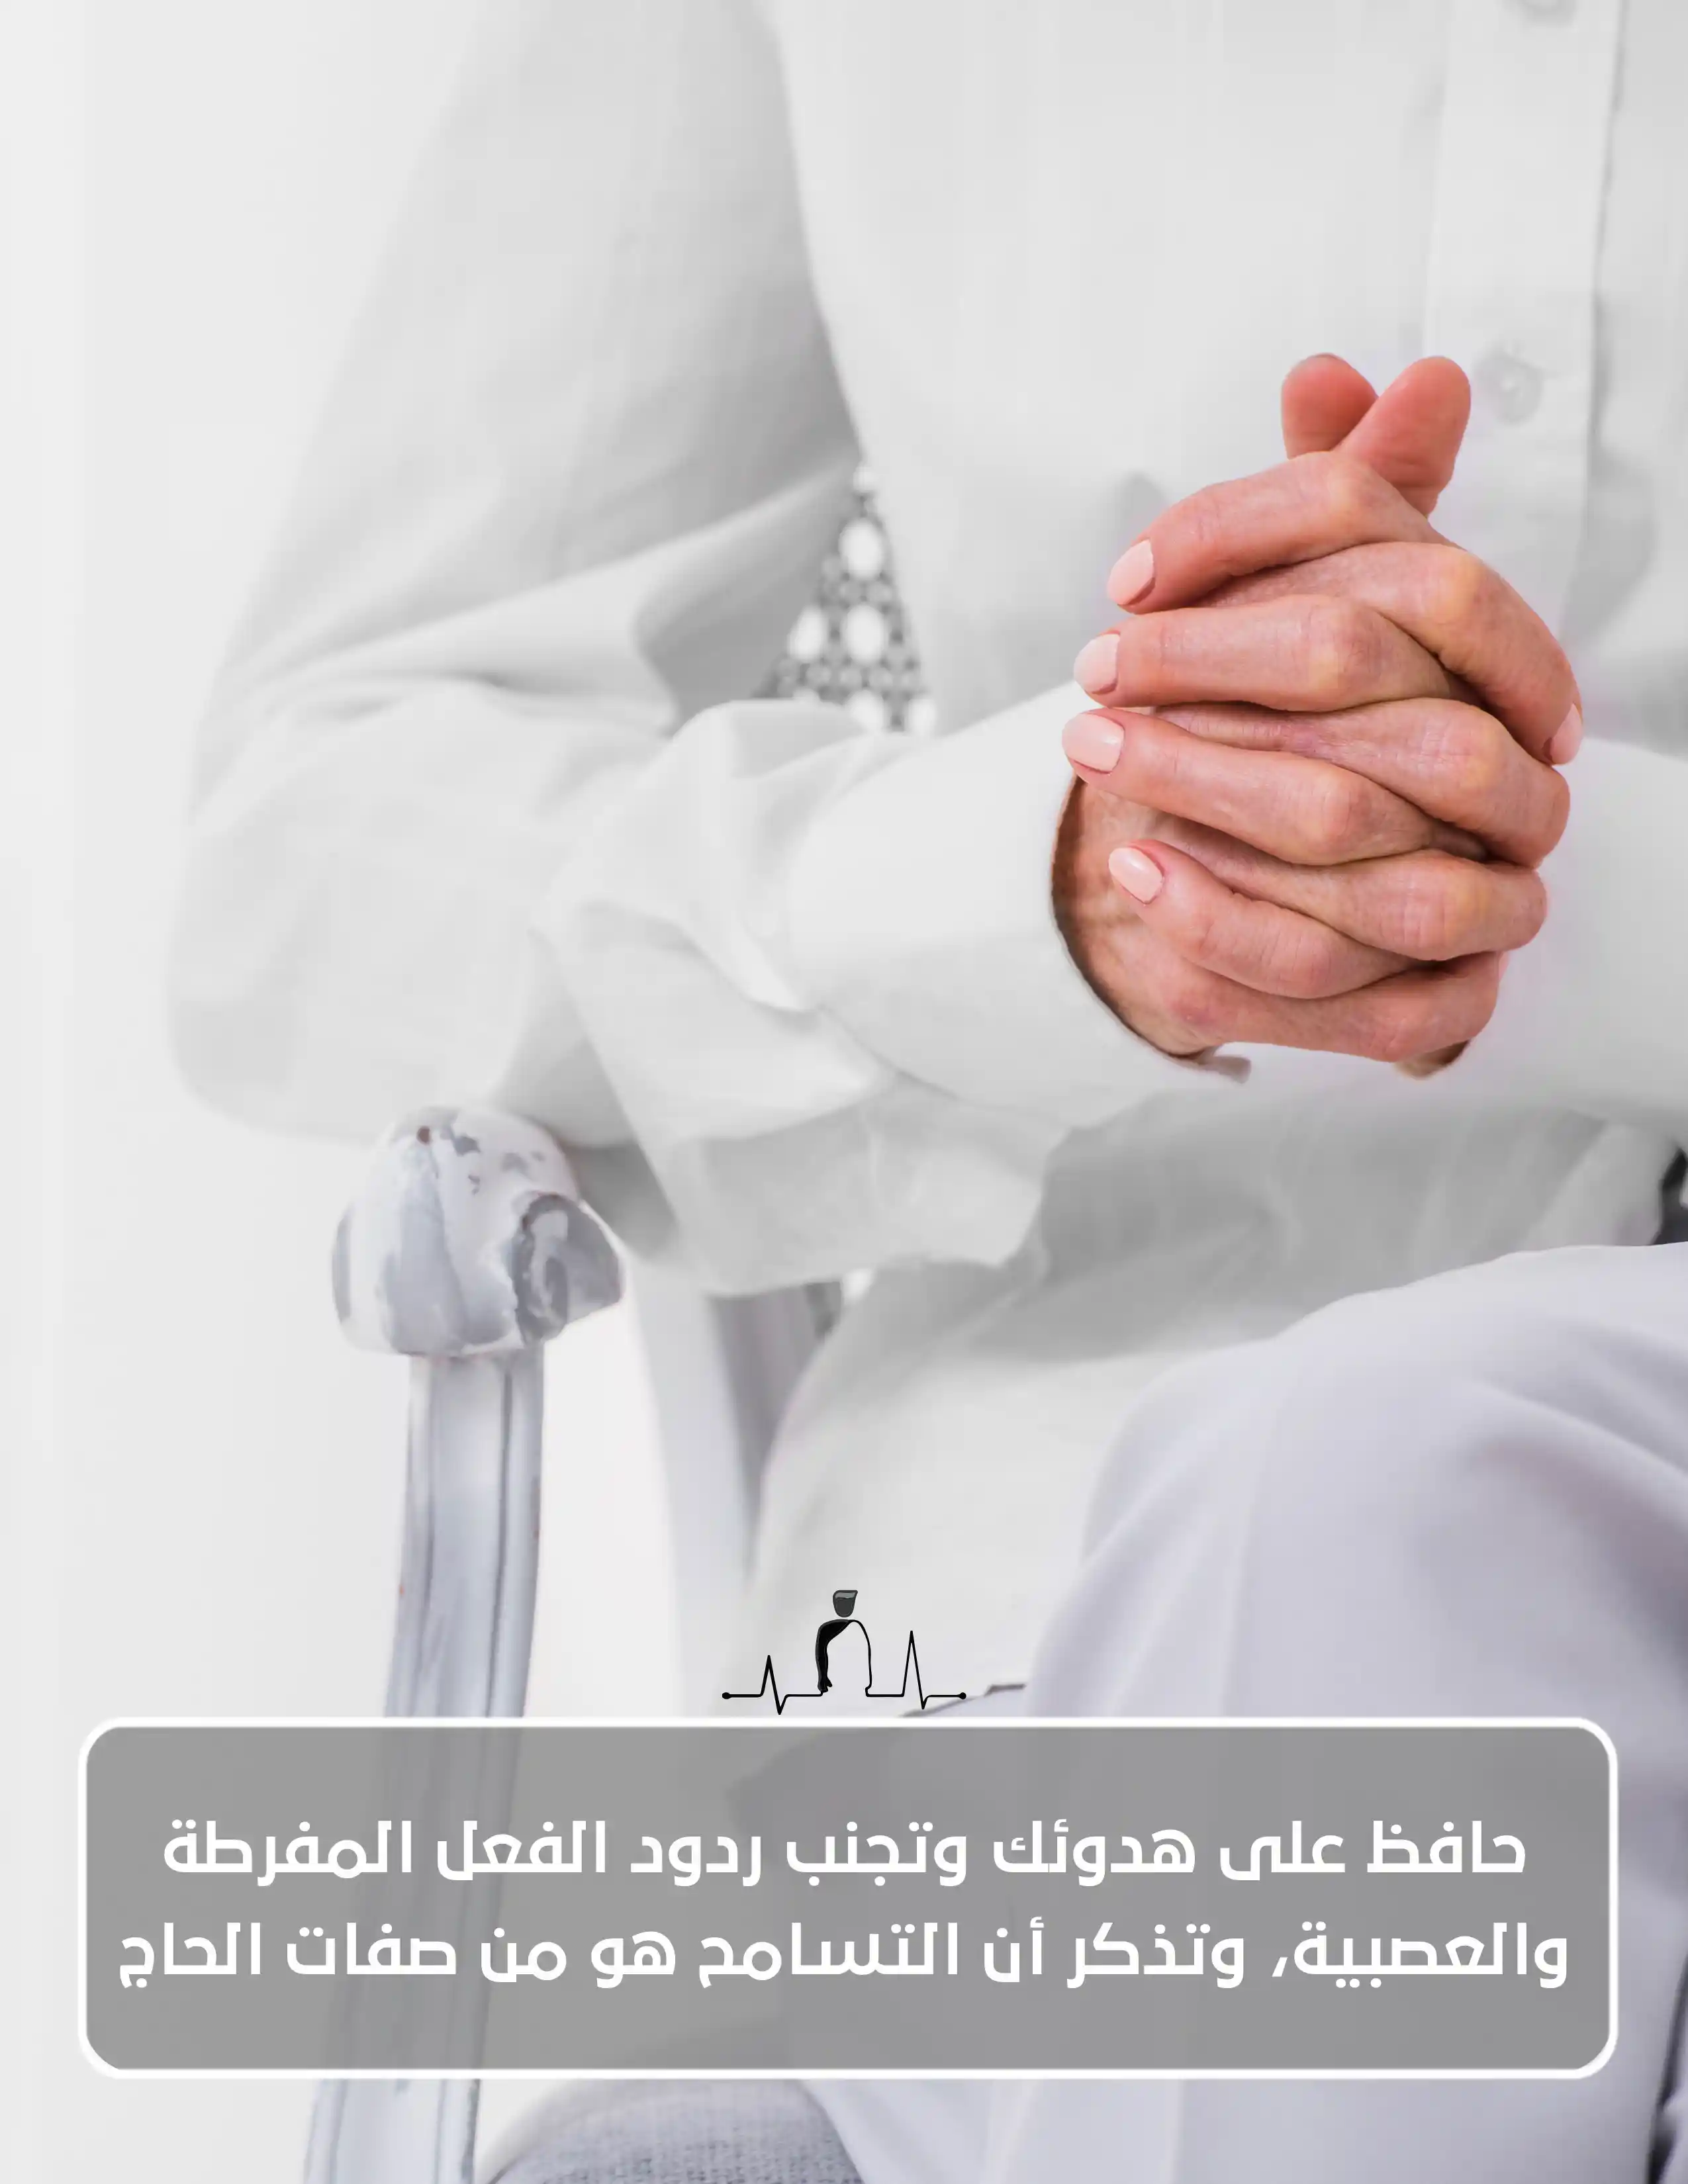 حافظ على هدوئك وتجنب ردود الفعل المفرطة
والعصبية، وتذكر أن التسامح هو من صفات الحاج